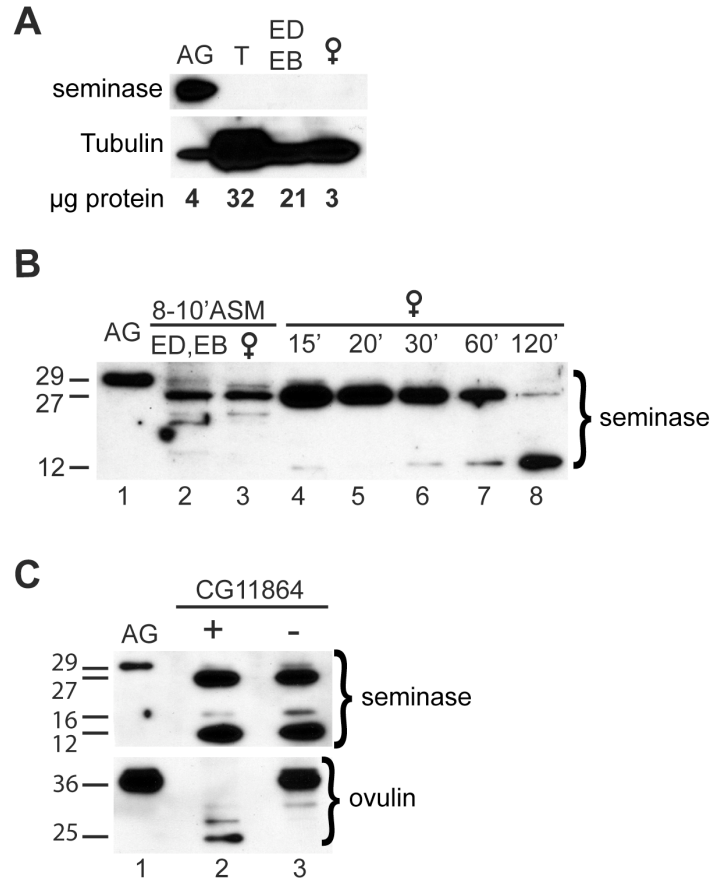 A
AG T ED EB ♀
seminase
Tubulin
µg protein 4 32 21 3
B
8-10'ASM ♀
AG ED,EB ♀ 15' 20' 30' 60' 120'
29
27
12
seminase
1 2 3 4 5 6 7 8
C
CG11864
AG + -
29
27
16
12
seminase
36
25
ovulin
1 2 3